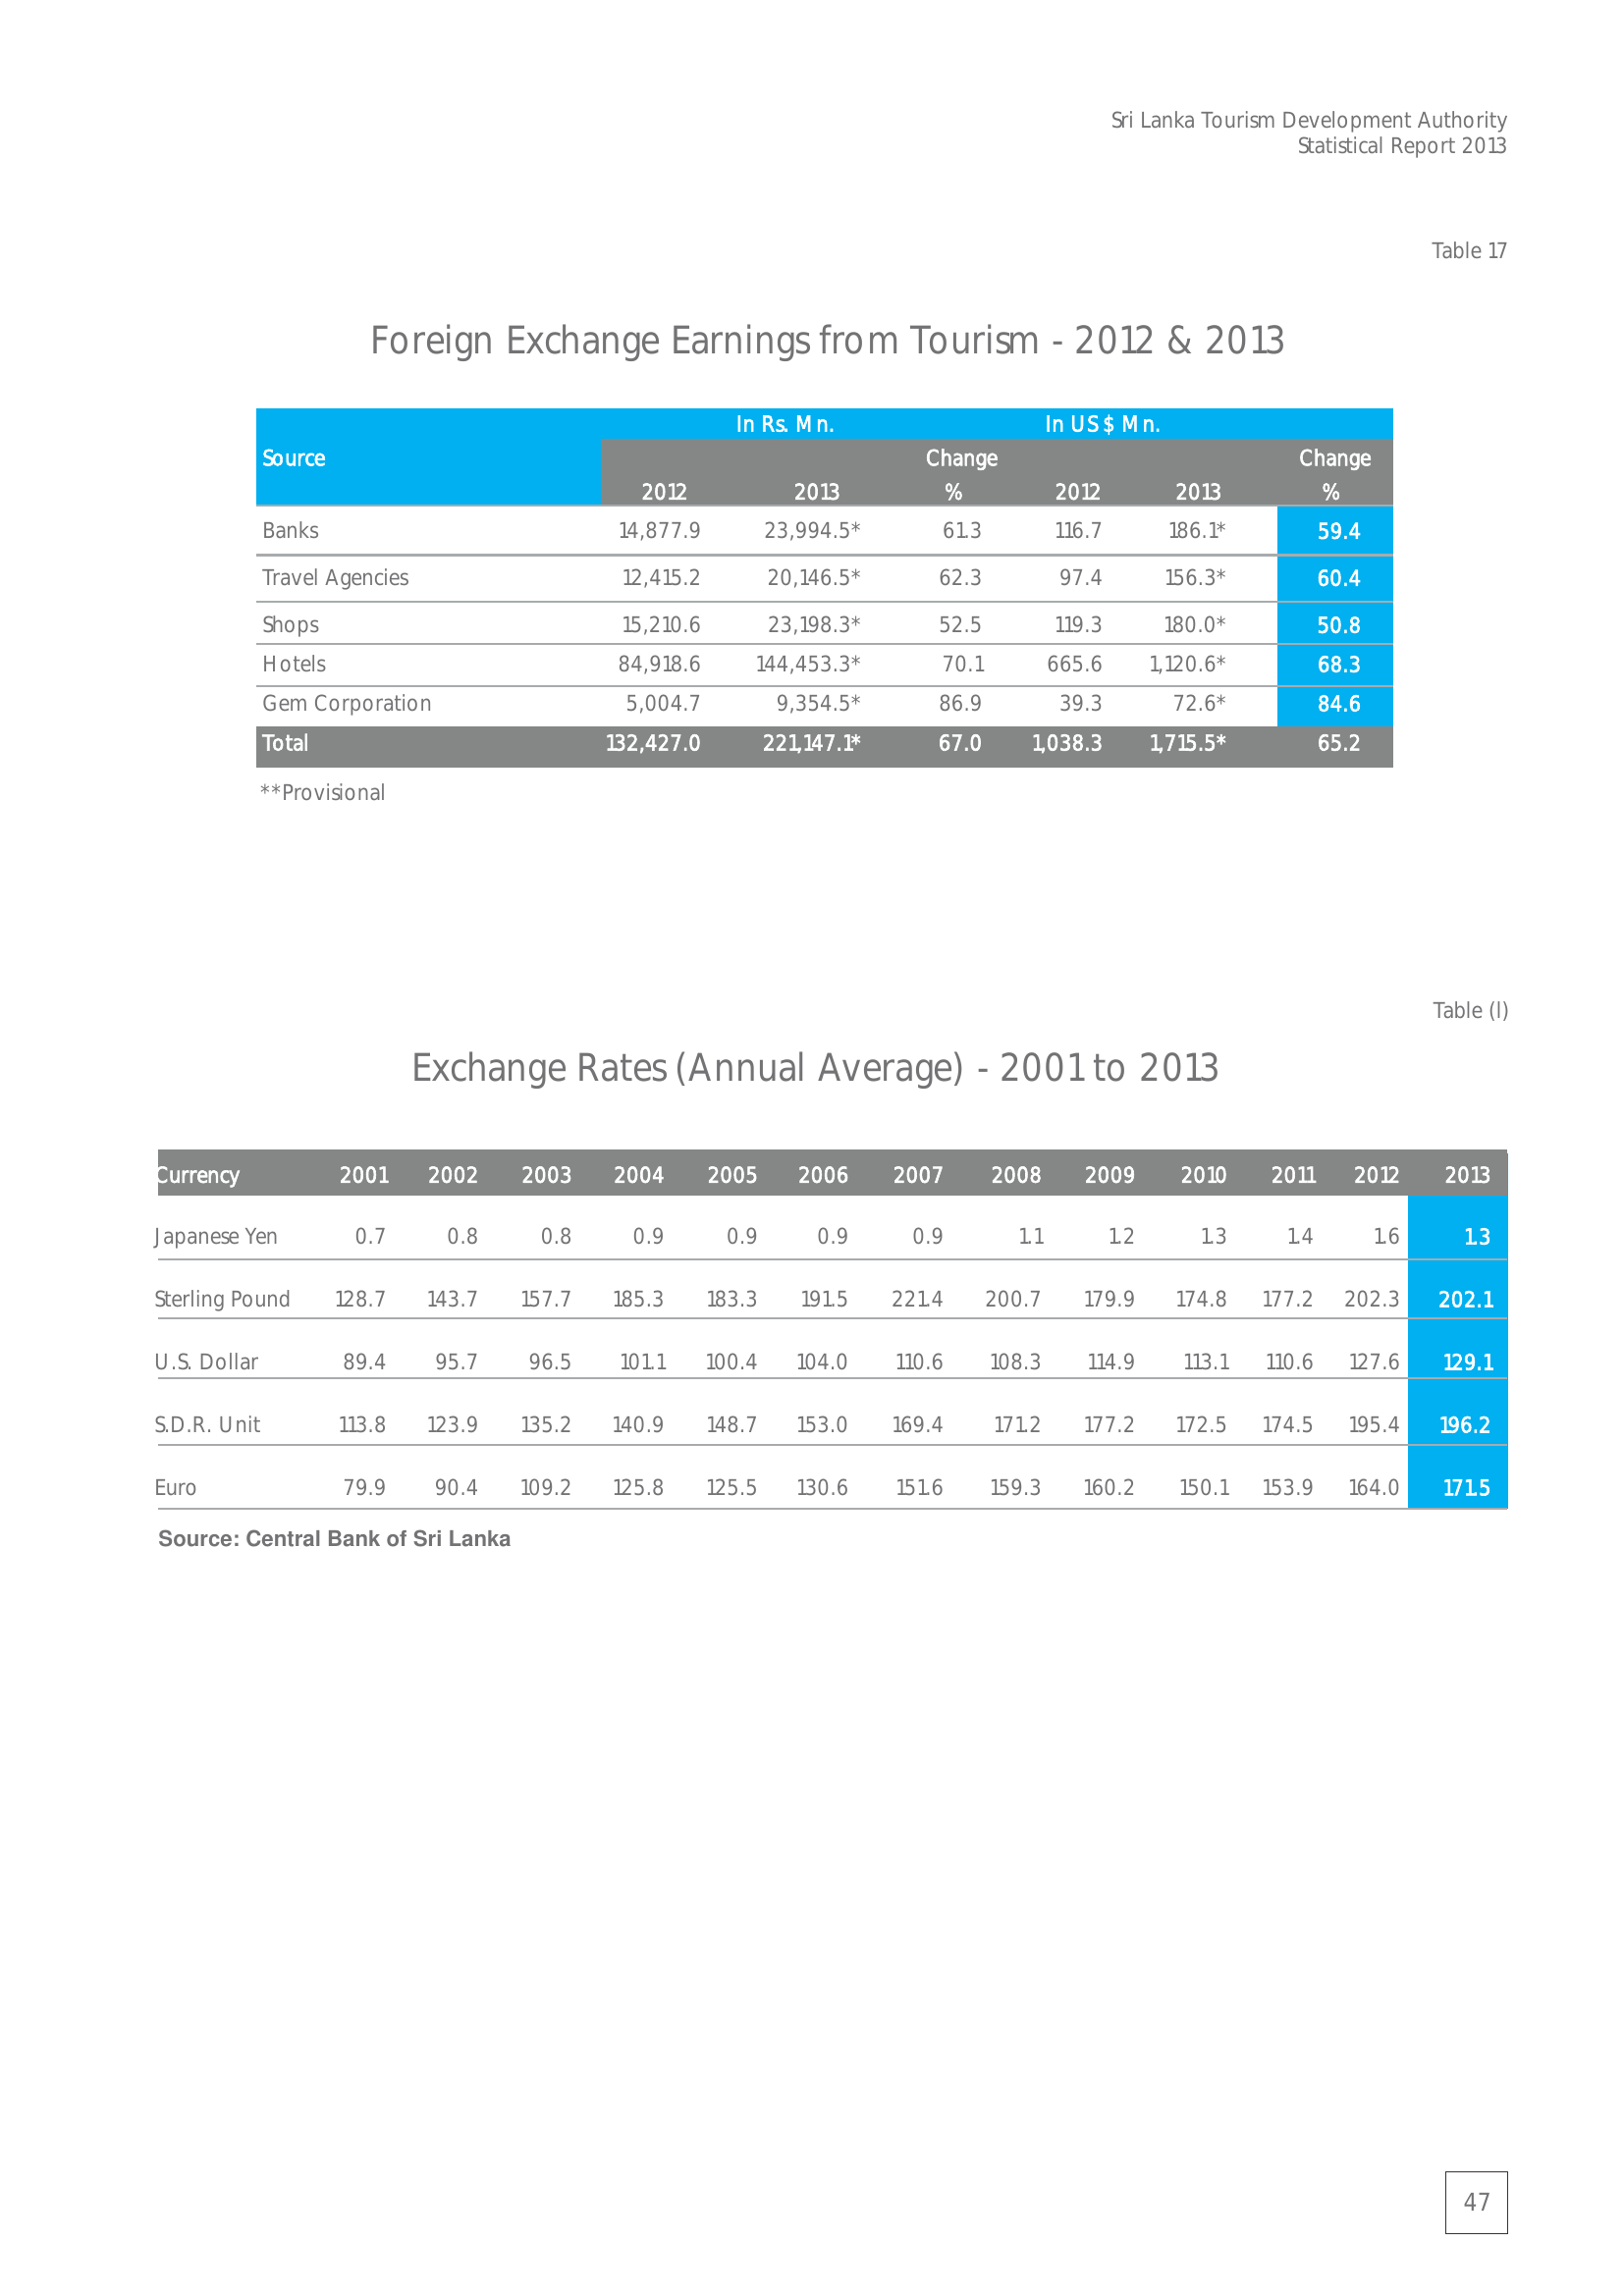 Sri Lanka Tourism Development Authority
Statistical Report 2013
Table 17
Foreign Exchange Earnings from Tourism - 2012 & 2013
In Rs. Mn. In US $ Mn.
Source Change Change
2012 2013 % 2012 2013 %
Banks 14,877.9 23,994.5* 61.3 116.7 186.1* 59.4
Travel Agencies 12,415.2 20,146.5* 62.3 97.4 156.3* 60.4
Shops 15,210.6 23,198.3* 52.5 119.3 180.0* 50.8
Hotels 84,918.6 144,453.3* 70.1 665.6 1,120.6* 68.3
Gem Corporation 5,004.7 9,354.5* 86.9 39.3 72.6* 84.6
Total 132,427.0 221,147.1* 67.0 1,038.3 1,715.5* 65.2
**Provisional
Table (l)
Exchange Rates (Annual Average) - 2001 to 2013
Currency 2001 2002 2003 2004 2005 2006 2007 2008 2009 2010 2011 2012 2013
Japanese Yen 0.7 0.8 0.8 0.9 0.9 0.9 0.9 1.1 1.2 1.3 1.4 1.6 1.3
Sterling Pound 128.7 143.7 157.7 185.3 183.3 191.5 221.4 200.7 179.9 174.8 177.2 202.3 202.1
U.S. Dollar 89.4 95.7 96.5 101.1 100.4 104.0 110.6 108.3 114.9 113.1 110.6 127.6 129.1
S.D.R. Unit 113.8 123.9 135.2 140.9 148.7 153.0 169.4 171.2 177.2 172.5 174.5 195.4 196.2
Euro 79.9 90.4 109.2 125.8 125.5 130.6 151.6 159.3 160.2 150.1 153.9 164.0 171.5
Source: Central Bank of Sri Lanka
47